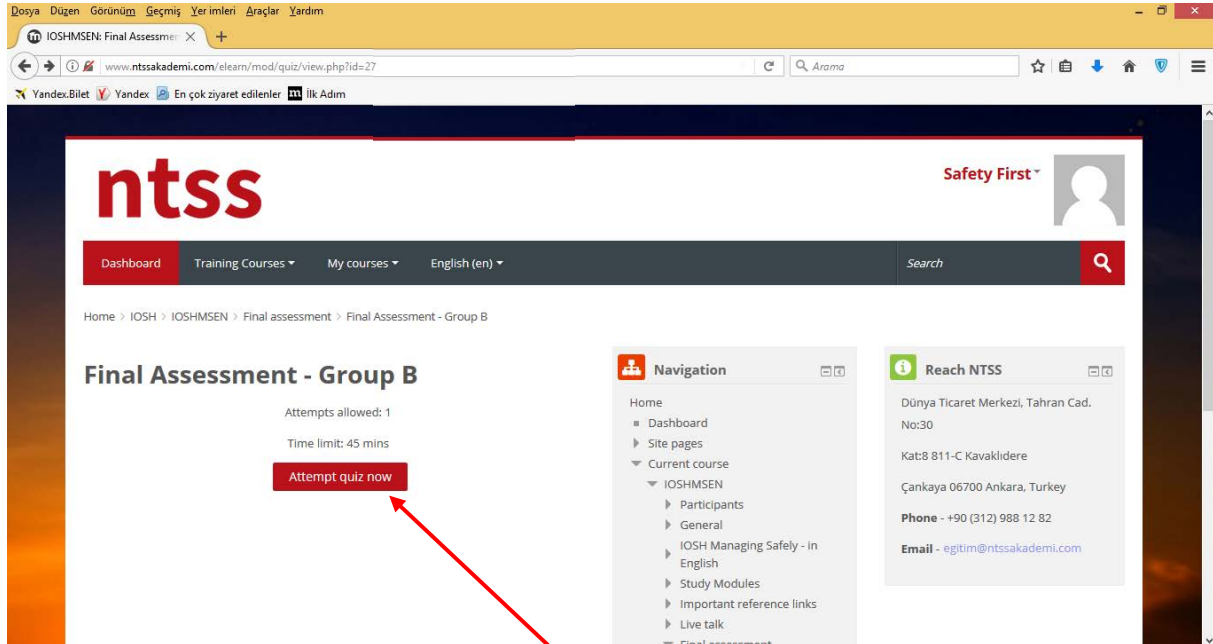 Dosya Düzen Görünüm Geçmiş Yer imleri Araçlar Yardım
IOSHMSEN: Final Assessmen
www.ntssakademi.com/elearn/mod/quiz/view.php?id=27
Arama
Yandex.Bilet Yandex En çok ziyaret edilenler İlk Adım
ntss
Safety First
Dashboard Training Courses My courses English (en) Search
Home > IOSH > IOSHMSEN > Final assessment > Final Assessment - Group B
Final Assessment - Group B
Attempts allowed: 1
Time limit: 45 mins
Attempt quiz now
Navigation
Home
Dashboard
Site pages
Current course
IOSHMSEN
Participants
General
IOSH Managing Safely - in
English
Study Modules
Important reference links
Live talk
Final assessment
Reach NTSS
Dünya Ticaret Merkezi, Tahran Cad.
No:30
Kat:8 811-C Kavaklıdere
Çankaya 06700 Ankara, Turkey
Phone - +90 (312) 988 12 82
Email - egitim@ntssakademi.com